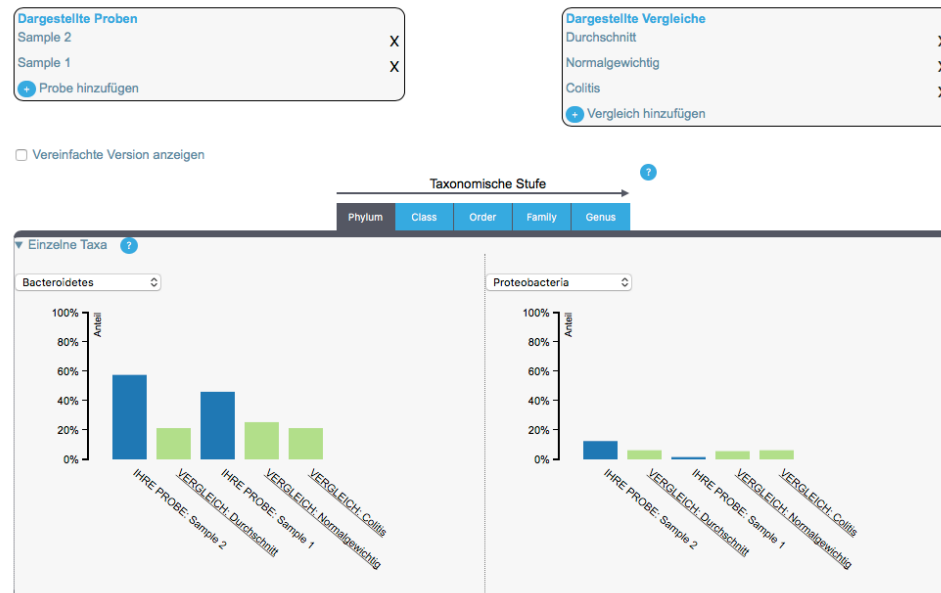 Dargestellte Proben
Sample 2
X
Sample 1
X
+ Probe hinzufügen
Dargestellte Vergleiche
Durchschnitt
X
Normalgewichtig
X
Colitis
X
+ Vergleich hinzufügen
Vereinfachte Version anzeigen
Taxonomische Stufe
?
Phylum
Class
Order
Family
Genus
Einzelne Taxa ?
Bacteroidetes
100%
80%
60%
40%
20%
0%
Anteil
IHRE PROBE: Sample 2
VERGLEICH: Durchschnitt
IHRE PROBE: Sample 1
VERGLEICH: Normalgewichtig
VERGLEICH: Colitis
Proteobacteria
100%
80%
60%
40%
20%
0%
Anteil
IHRE PROBE: Sample 2
VERGLEICH: Durchschnitt
IHRE PROBE: Sample 1
VERGLEICH: Normalgewichtig
VERGLEICH: Colitis